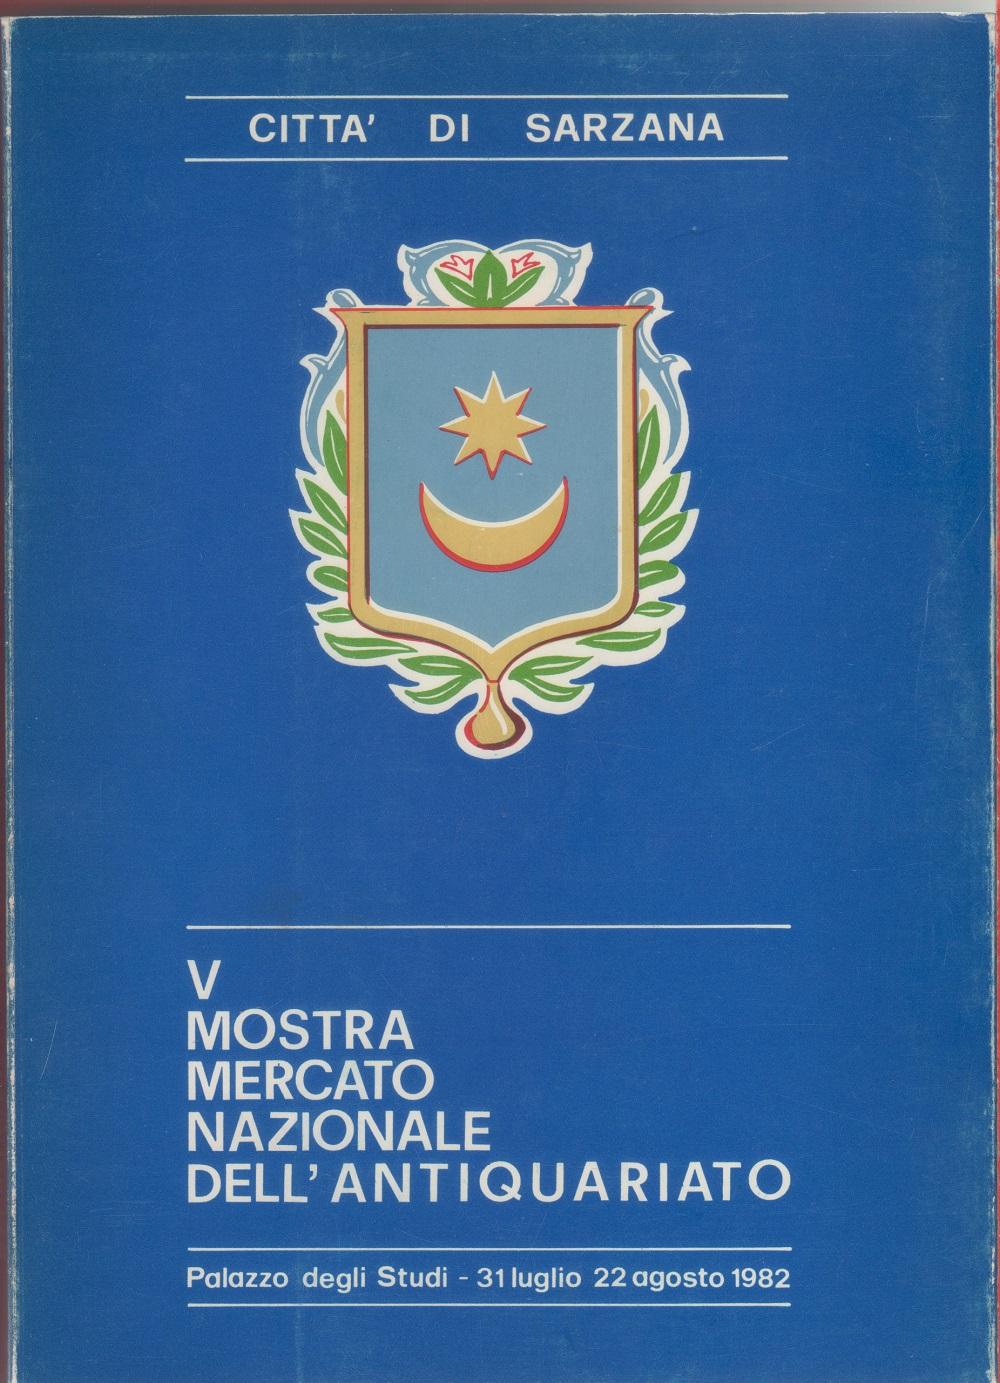 CITTA' DI SARZANA
V
MOSTRA
MERCATO
NAZIONALE
DELL'ANTIQUARIATO
Palazzo degli Studi - 31 luglio 22 agosto 1982